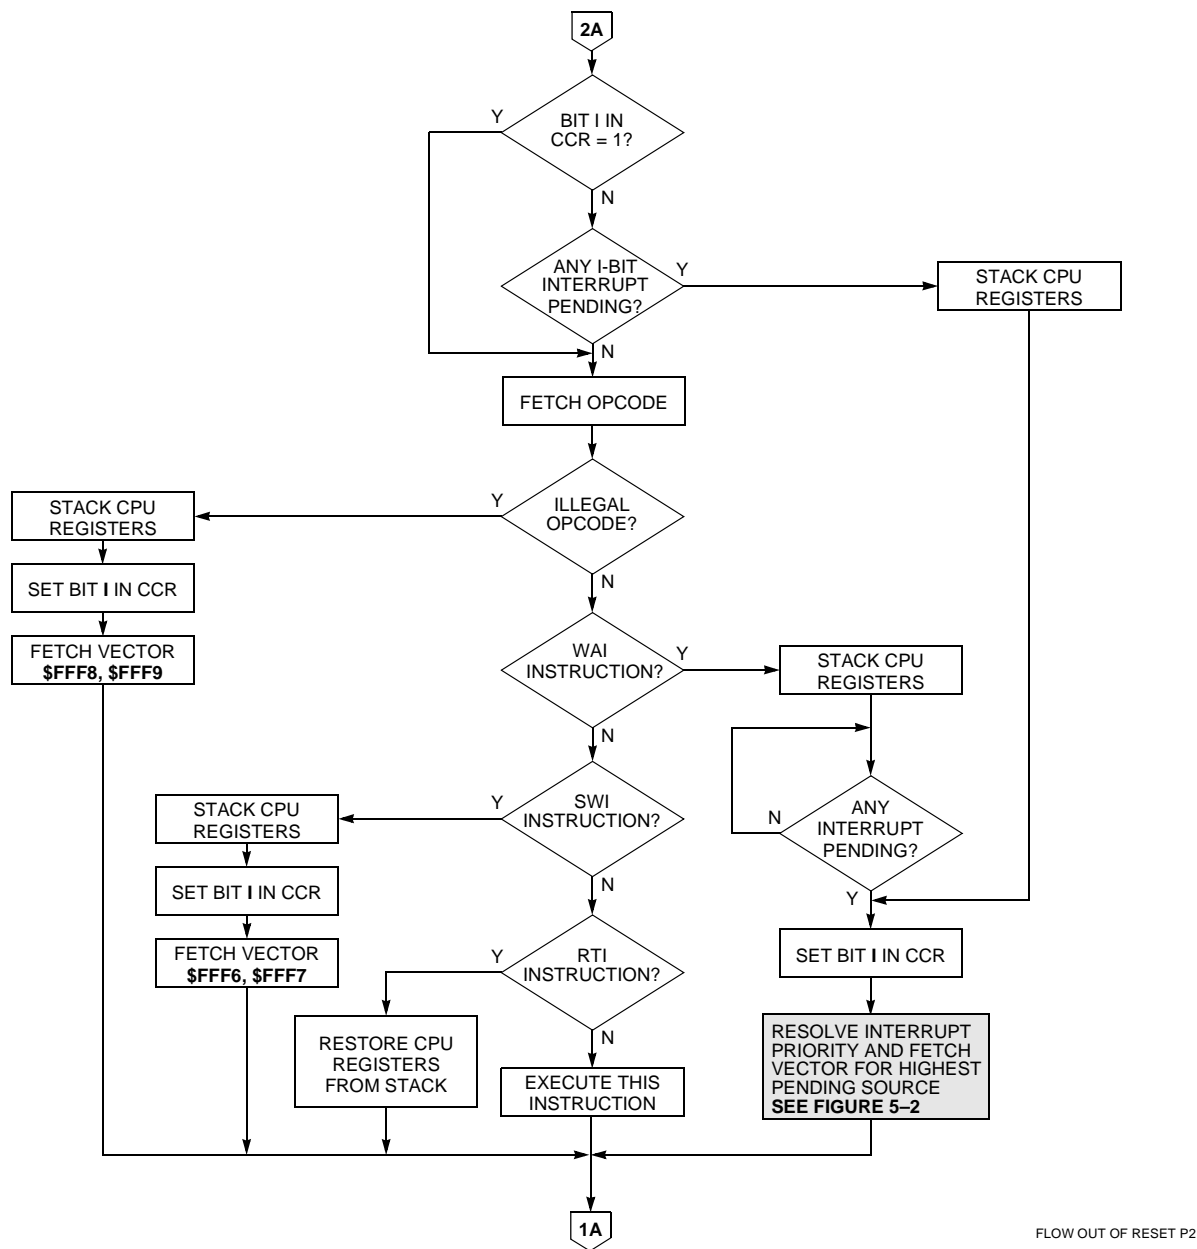 2A
BIT I IN
CCR = 1?
Y
N
ANY I-BIT
INTERRUPT
PENDING?
Y
N
STACK CPU
REGISTERS
FETCH OPCODE
ILLEGAL
OPCODE?
Y
N
STACK CPU
REGISTERS
SET BIT I IN CCR
FETCH VECTOR
$FFF8, $FFF9
WAI
INSTRUCTION?
Y
N
STACK CPU
REGISTERS
ANY
INTERRUPT
PENDING?
N
Y
SWI
INSTRUCTION?
Y
N
STACK CPU
REGISTERS
SET BIT I IN CCR
FETCH VECTOR
$FFF6, $FFF7
RTI
INSTRUCTION?
Y
N
RESTORE CPU
REGISTERS
FROM STACK
EXECUTE THIS
INSTRUCTION
SET BIT I IN CCR
RESOLVE INTERRUPT
PRIORITY AND FETCH
VECTOR FOR HIGHEST
PENDING SOURCE
SEE FIGURE 5–2
1A
FLOW OUT OF RESET P2